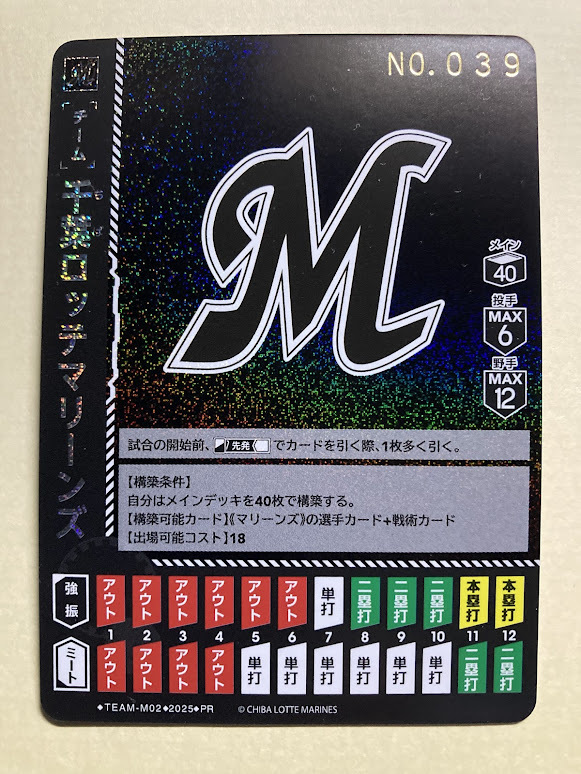 NO.039
M
[チーム]
千葉ロッテマリーンズ
ちば
M
メイン
40
投手
MAX
6
野手
MAX
12
試合の開始前、先発でカードを引く際、1枚多く引く。
【構築条件】
自分はメインデッキを40枚で構築する。
【構築可能カード】《マリーンズ》の選手カード+戦術カード
【出場可能コスト】18
強振 アウト アウト アウト アウト アウト アウト 単打 二塁打 二塁打 二塁打 本塁打 本塁打
1 2 3 4 5 6 7 8 9 10 11 12
ミート アウト アウト アウト アウト 単打 単打 単打 単打 単打 単打 二塁打 二塁打
◆TEAM-M02◆2025◆PR © CHIBA LOTTE MARINES